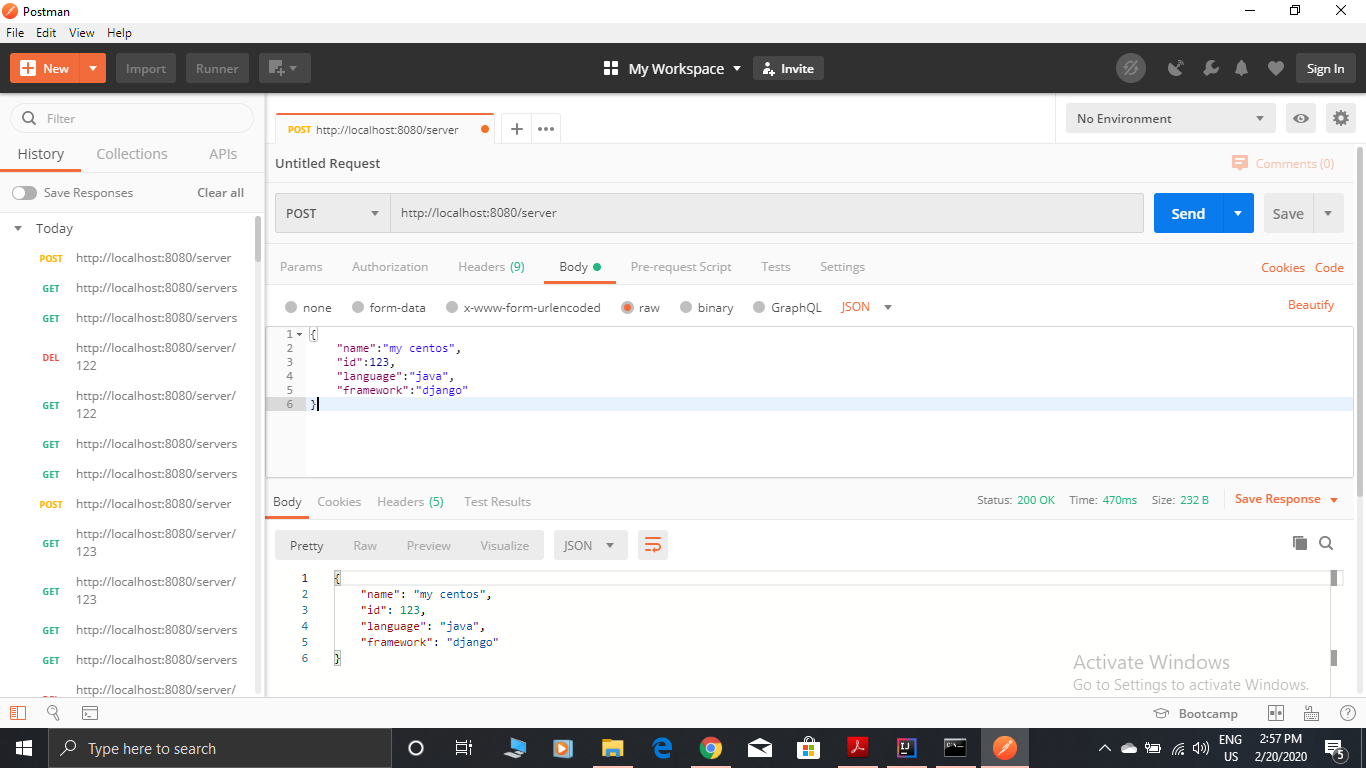 Postman
File Edit View Help
New Import Runner My Workspace Invite Sign In
Filter
History Collections APIs
Save Responses Clear all
Today
POST http://localhost:8080/server
GET http://localhost:8080/servers
GET http://localhost:8080/servers
DEL http://localhost:8080/server/
122
GET http://localhost:8080/server/
122
GET http://localhost:8080/servers
GET http://localhost:8080/servers
POST http://localhost:8080/server
GET http://localhost:8080/server/
123
GET http://localhost:8080/server/
123
GET http://localhost:8080/servers
GET http://localhost:8080/servers
http://localhost:8080/server/
POST http://localhost:8080/server
No Environment
Untitled Request Comments (0)
POST http://localhost:8080/server Send Save
Params Authorization Headers (9) Body Pre-request Script Tests Settings Cookies Code
none form-data x-www-form-urlencoded raw binary GraphQL JSON Beautify
1 {
2 "name":"my centos",
3 "id":123,
4 "language":"java",
5 "framework":"django"
6 }
Body Cookies Headers (5) Test Results Status: 200 OK Time: 470ms Size: 232 B Save Response
Pretty Raw Preview Visualize JSON
1 {
2 "name": "my centos",
3 "id": 123,
4 "language": "java",
5 "framework": "django"
6 }
Activate Windows
Go to Settings to activate Windows.
Bootcamp
Type here to search
ENG
US
2:57 PM
2/20/2020
5